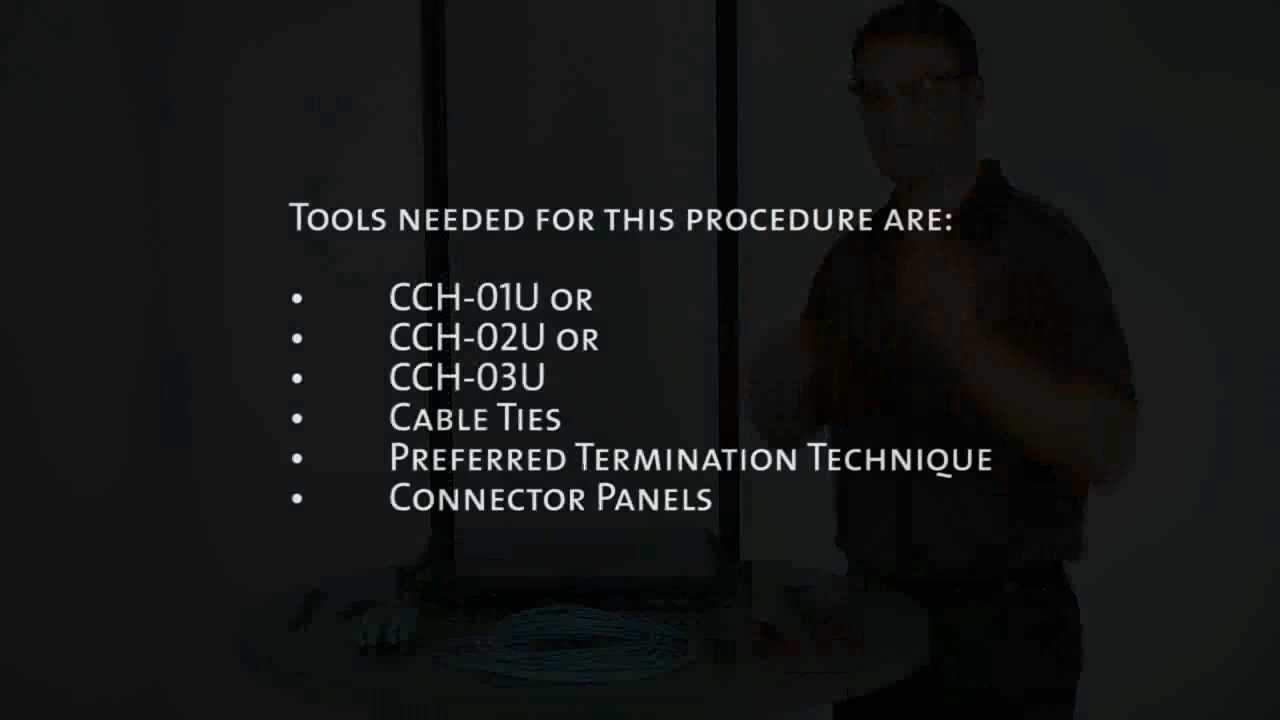 Tools needed for this procedure are:
• CCH-01U or
• CCH-02U or
• CCH-03U
• Cable Ties
• Preferred Termination Technique
• Connector Panels